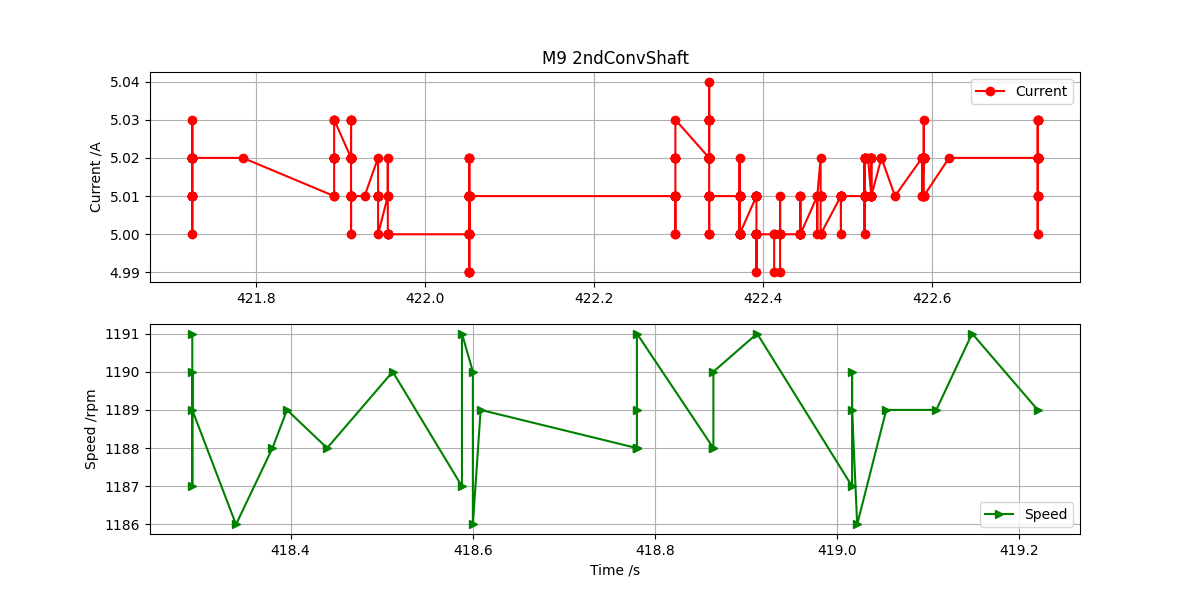 M9 2ndConvShaft
5.04
5.03
5.02
5.01
5.00
4.99
Current /A
Current
421.8 422.0 422.2 422.4 422.6
1191
1190
1189
1188
1187
1186
Speed /rpm
Speed
418.4 418.6 418.8 419.0 419.2
Time /s